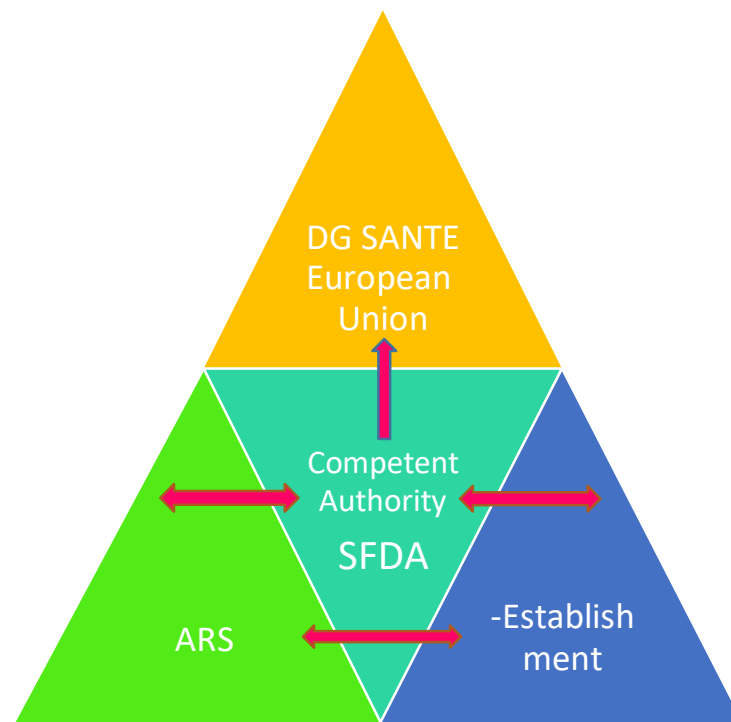 DG SANTE
European
Union
Competent
Authority
SFDA
ARS
-Establish
ment